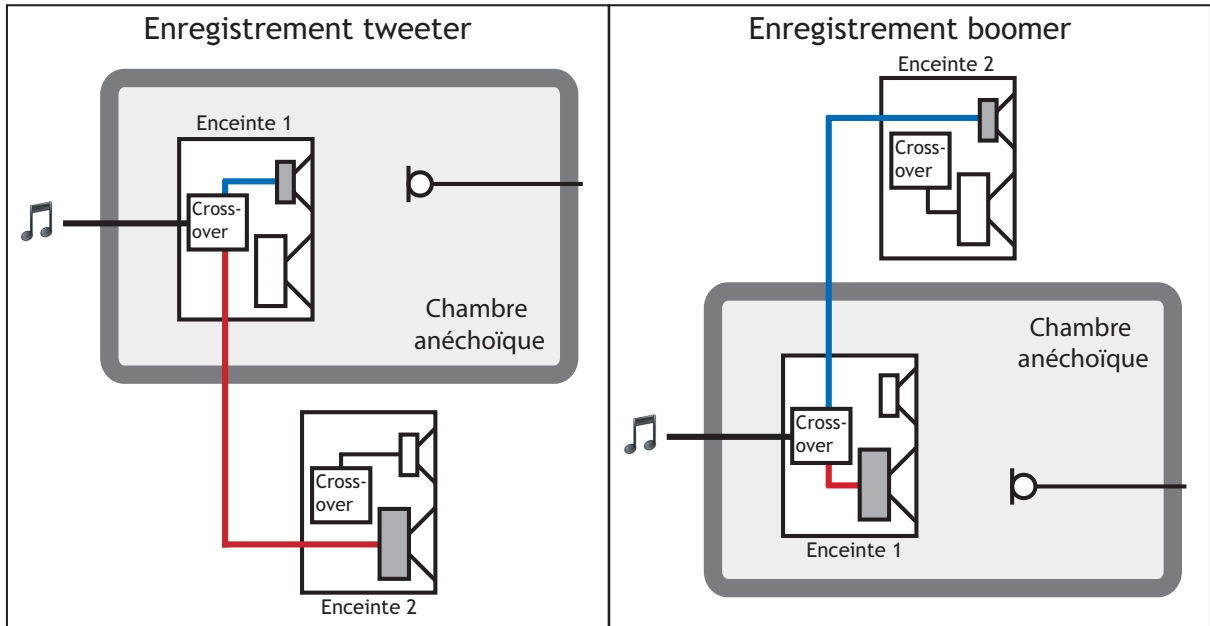 Enregistrement tweeter
Enceinte 1
Cross-
over
Chambre
anéchoïque
Cross-
over
Enceinte 2
Enregistrement boomer
Enceinte 2
Cross-
over
Chambre
anéchoïque
Cross-
over
Enceinte 1